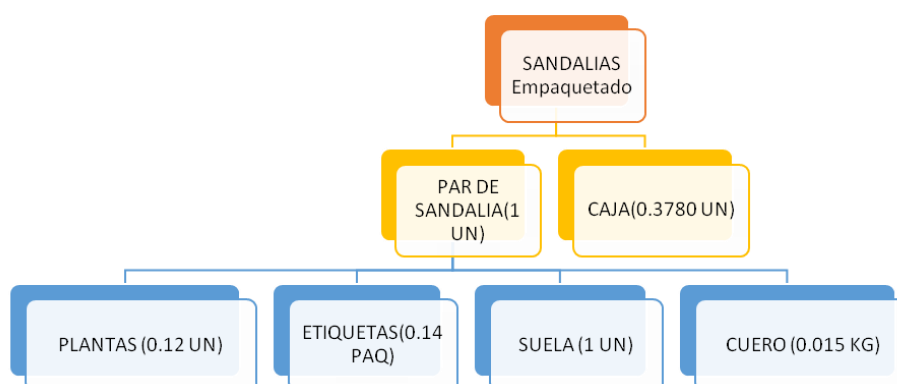 SANDALIAS
Empaquetado
PAR DE
SANDALIA(1
UN)
CAJA(0.3780 UN)
PLANTAS (0.12 UN)
ETIQUETAS(0.14
PAQ)
SUELA (1 UN)
CUERO (0.015 KG)